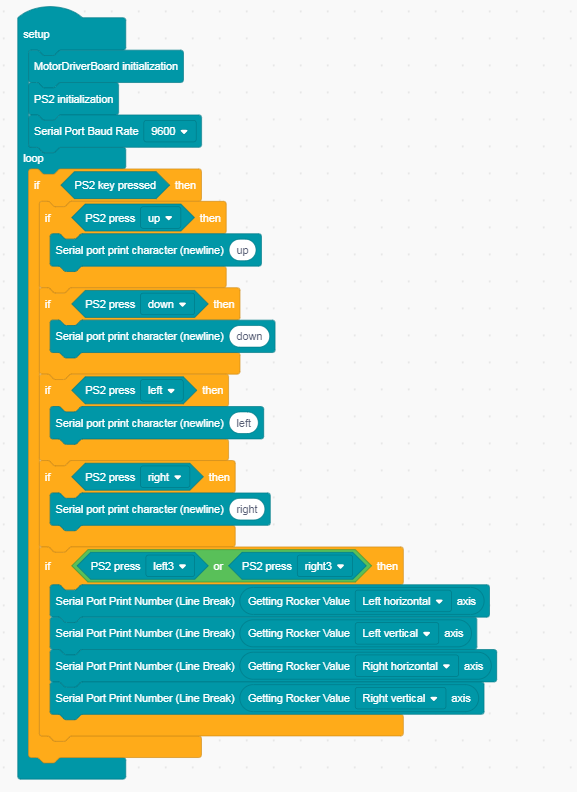 setup
MotorDriverBoard initialization
PS2 initialization
Serial Port Baud Rate 9600
loop
if PS2 key pressed then
if PS2 press up then
Serial port print character (newline) up
if PS2 press down then
Serial port print character (newline) down
if PS2 press left then
Serial port print character (newline) left
if PS2 press right then
Serial port print character (newline) right
if PS2 press left3 or PS2 press right3 then
Serial Port Print Number (Line Break) Getting Rocker Value Left horizontal axis
Serial Port Print Number (Line Break) Getting Rocker Value Left vertical axis
Serial Port Print Number (Line Break) Getting Rocker Value Right horizontal axis
Serial Port Print Number (Line Break) Getting Rocker Value Right vertical axis